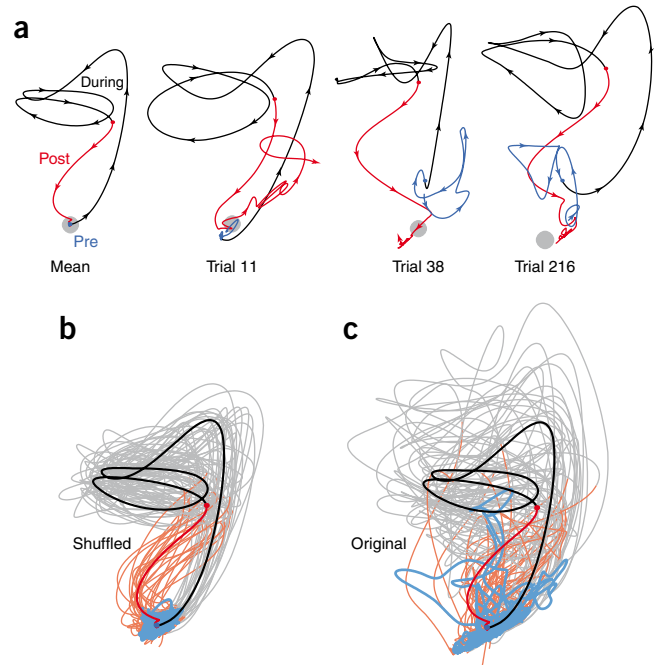 a
During
Post
Pre
Mean
Trial 11
Trial 38
Trial 216
b
c
Shuffled
Original